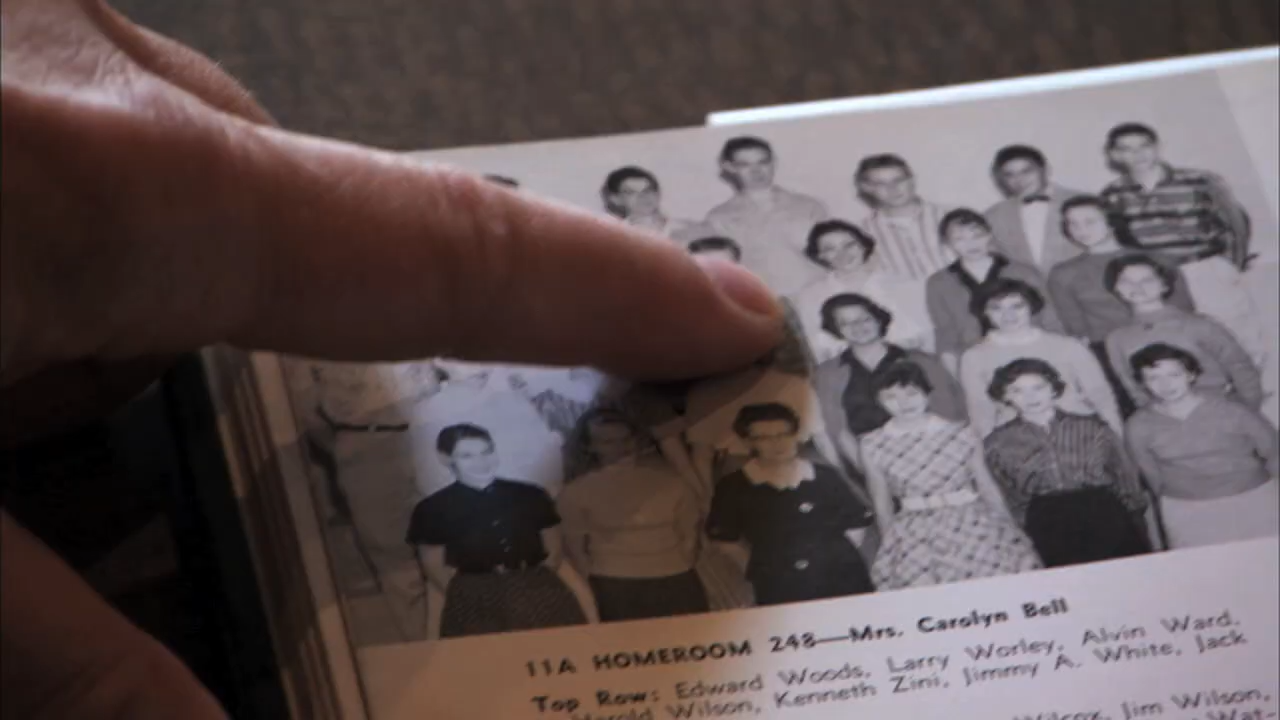 11A HOMEROOM 248—Mrs. Carolyn Bell
Top Row: Edward Woods, Larry Worley, Alvin Ward,
Harold Wilson, Kenneth Zini, Jimmy A. White, Jack
Wilcox, Jim Wilson,
Wat-